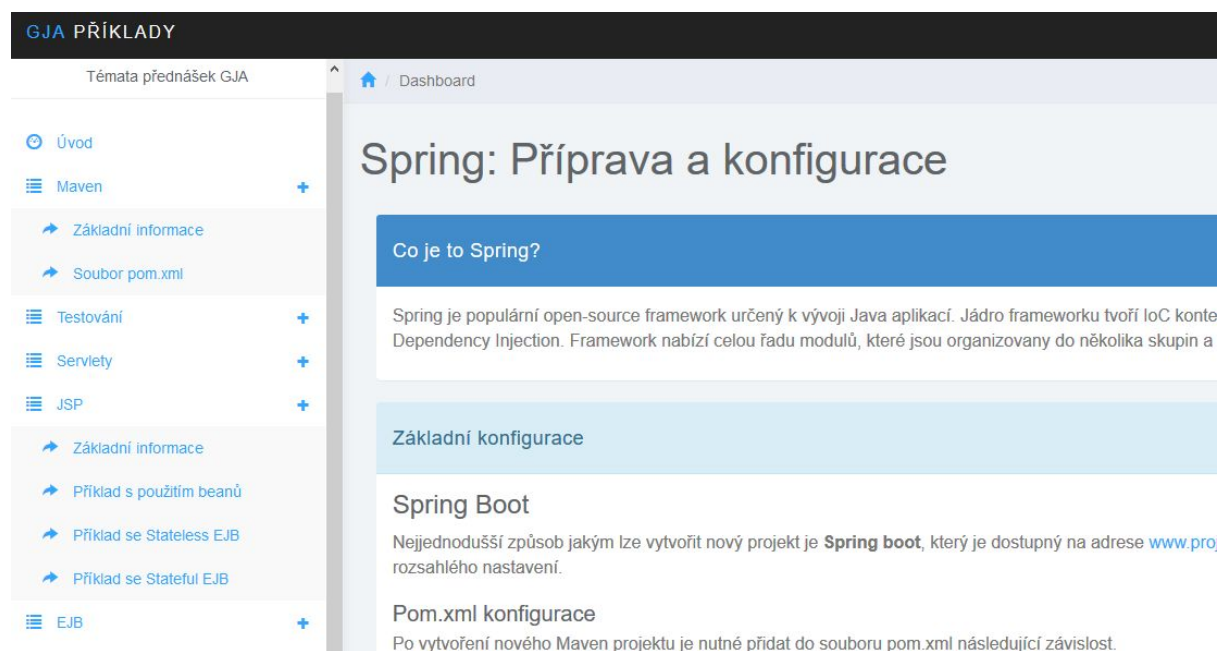 GJA PŘÍKLADY
Témata přednášek GJA
Úvod
Maven
Základní informace
Soubor pom.xml
Testování
Servlety
JSP
Základní informace
Příklad s použitím beanů
Příklad se Stateless EJB
Příklad se Stateful EJB
EJB
/ Dashboard
Spring: Příprava a konfigurace
Co je to Spring?
Spring je populární open-source framework určený k vývoji Java aplikací. Jádro frameworku tvoří IoC konte
Dependency Injection. Framework nabízí celou řadu modulů, které jsou organizovany do několika skupin a
Základní konfigurace
Spring Boot
Nejjednodušší způsob jakým lze vytvořit nový projekt je Spring boot, který je dostupný na adrese www.proj
rozsahlého nastavení.
Pom.xml konfigurace
Po vytvoření nového Maven projektu je nutné přidat do souboru pom.xml následující závislost.